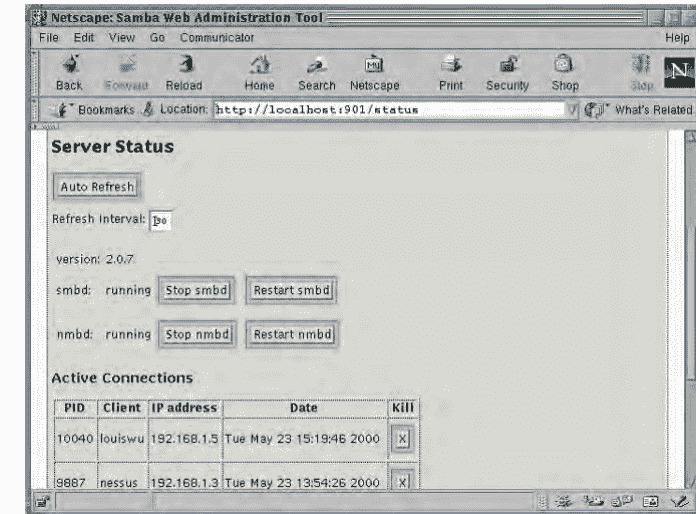 Netscape: Samba Web Administration Tool
File Edit View Go Communicator Help
Back Forward Reload Home Search Netscape Print Security Shop Stop
Bookmarks Location: http://localhost:901/status What's Related
Server Status
Auto Refresh
Refresh Interval: 30
version: 2.0.7
smbd: running Stop smbd Restart smbd
nmbd: running Stop nmbd Restart nmbd
Active Connections
PID Client IP address Date Kill
10040 louiswu 192.168.1.5 Tue May 23 15:19:46 2000 X
9887 nessus 192.168.1.3 Tue May 23 13:54:26 2000 X